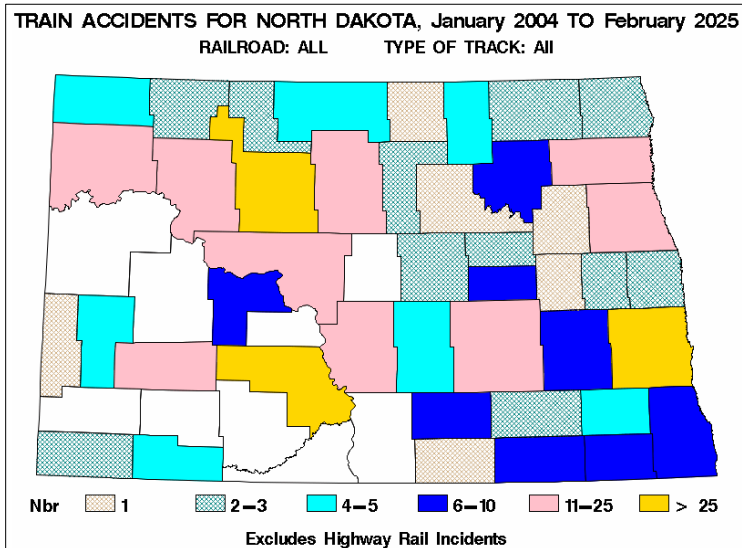 TRAIN ACCIDENTS FOR NORTH DAKOTA, January 2004 TO February 2025
RAILROAD: ALL TYPE OF TRACK: All
Nbr 1 2-3 4-5 6-10 11-25 > 25
Excludes Highway Rail Incidents